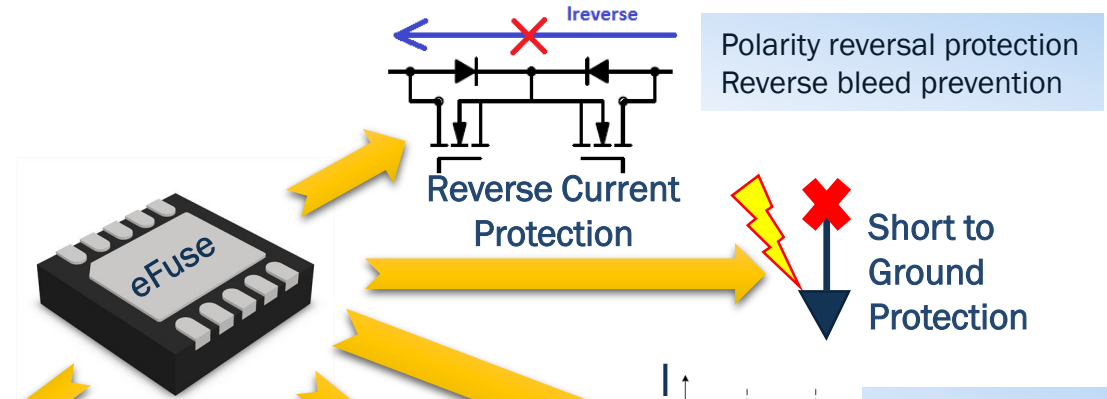 Ireverse
Polarity reversal protection
Reverse bleed prevention
Reverse Current
Protection
eFuse
Short to
Ground
Protection